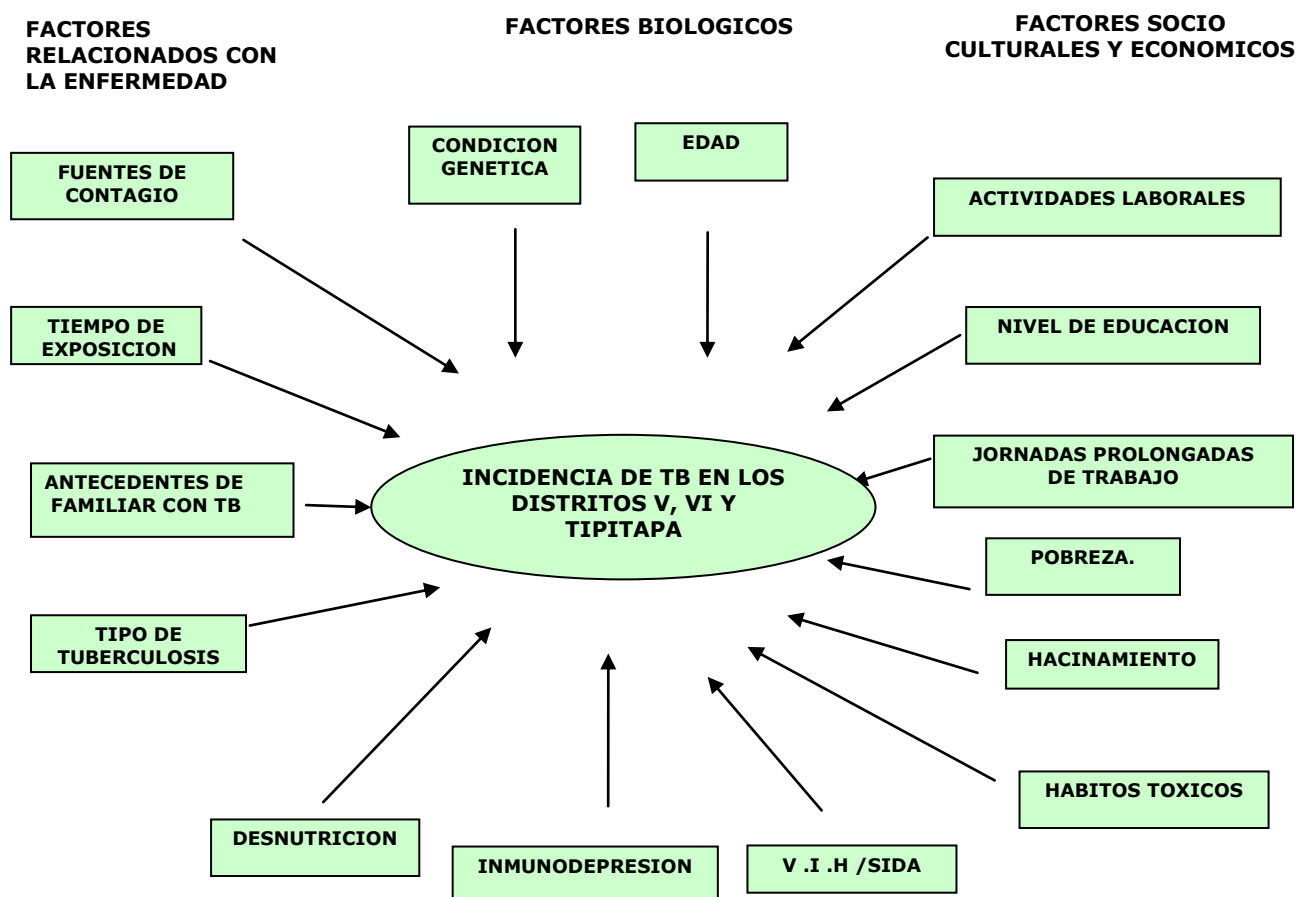 FACTORES
RELACIONADOS CON
LA ENFERMEDAD
FACTORES BIOLOGICOS
FACTORES SOCIO
CULTURALES Y ECONOMICOS
FUENTES DE
CONTAGIO
CONDICION
GENETICA
EDAD
ACTIVIDADES LABORALES
TIEMPO DE
EXPOSICION
NIVEL DE EDUCACION
ANTECEDENTES DE
FAMILIAR CON TB
INCIDENCIA DE TB EN LOS
DISTRITOS V, VI Y
TIPITAPA
JORNADAS PROLONGADAS
DE TRABAJO
POBREZA.
TIPO DE
TUBERCULOSIS
HACINAMIENTO
HABITOS TOXICOS
DESNUTRICION
INMUNODEPRESION
V .I .H /SIDA